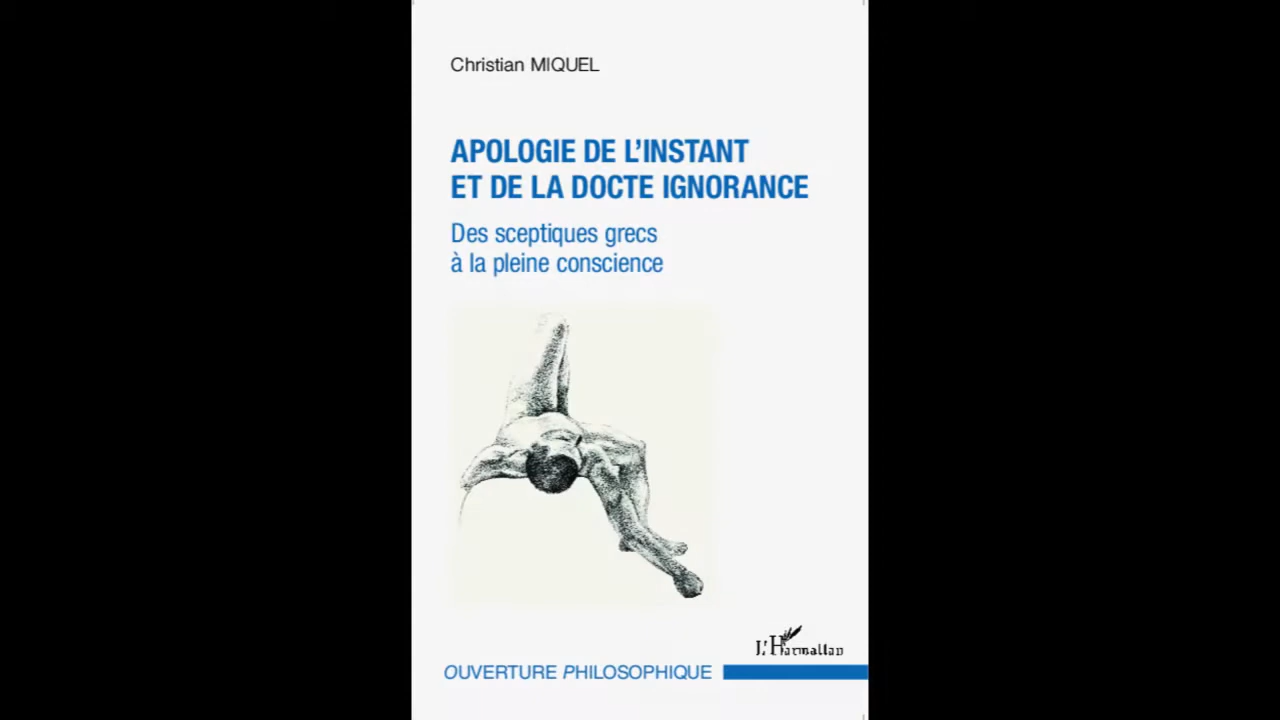 Christian MIQUEL
APOLOGIE DE L'INSTANT
ET DE LA DOCTE IGNORANCE
Des sceptiques grecs
à la pleine conscience
L'Harmattan
OUVERTURE PHILOSOPHIQUE